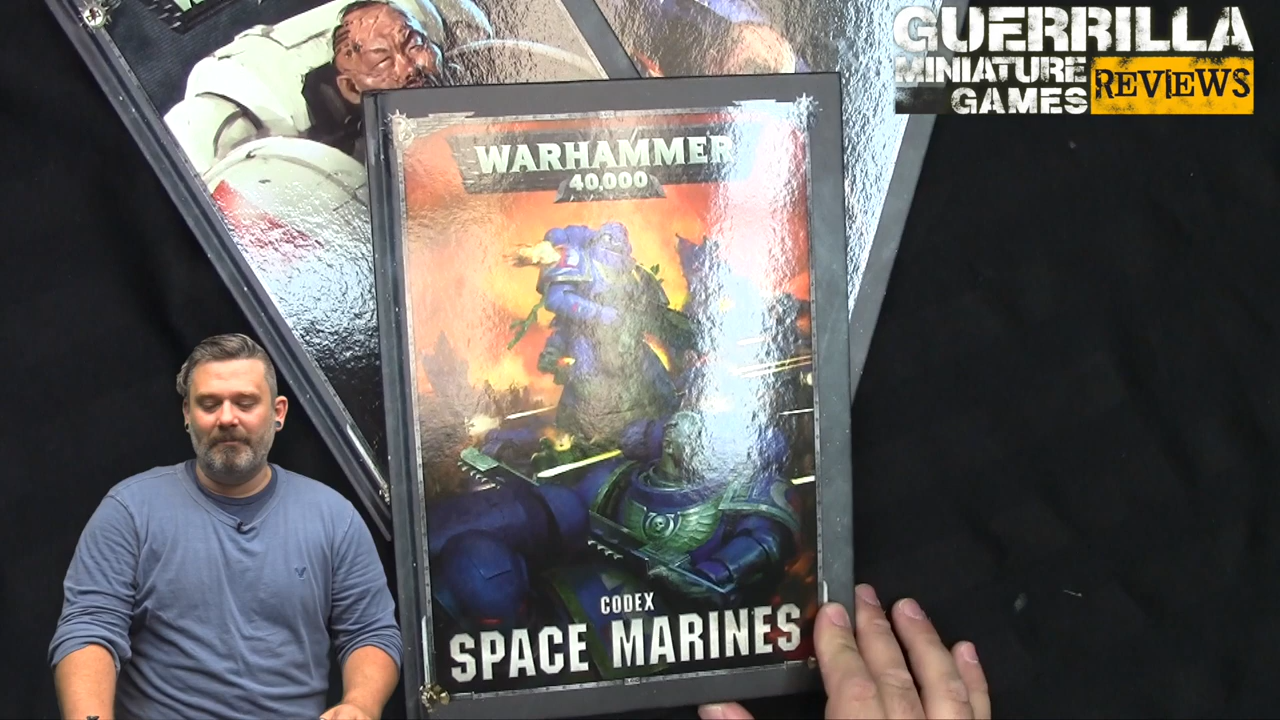 GUERRILLA
MINIATURE
GAMES
REVIEWS
WARHAMMER
40,000
CODEX
SPACE MARINES